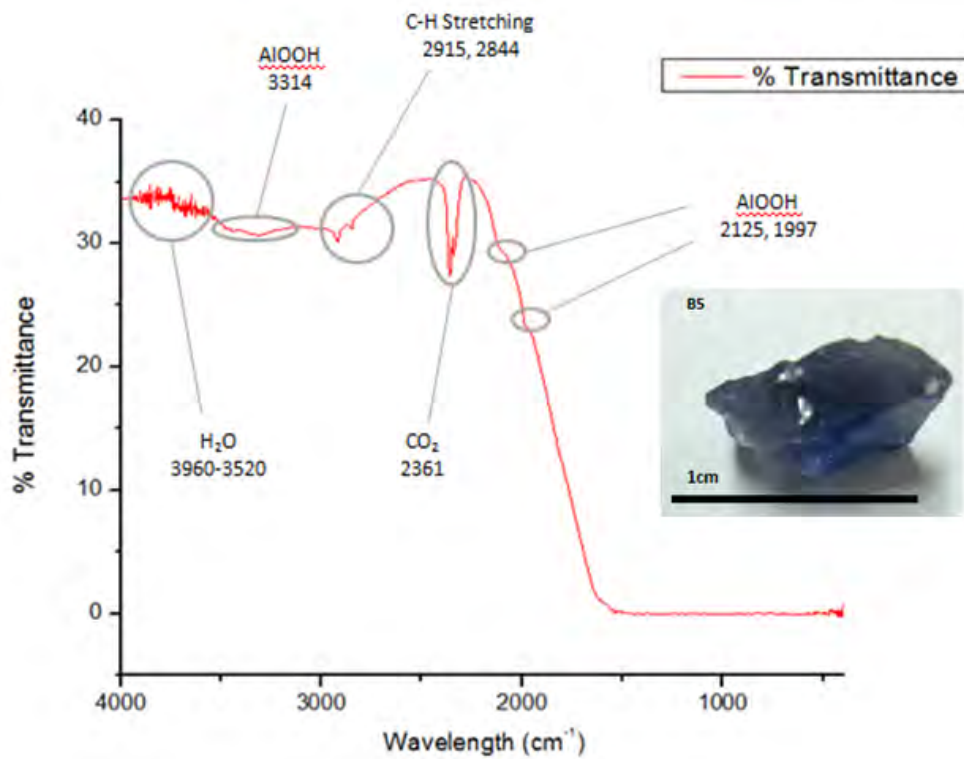 C-H Stretching
2915, 2844
AlOOH
3314
% Transmittance
40
30
20
10
0
% Transmittance
AlOOH
2125, 1997
H₂O
3960-3520
CO₂
2361
B5
1cm
4000
3000
2000
1000
Wavelength (cm⁻¹)